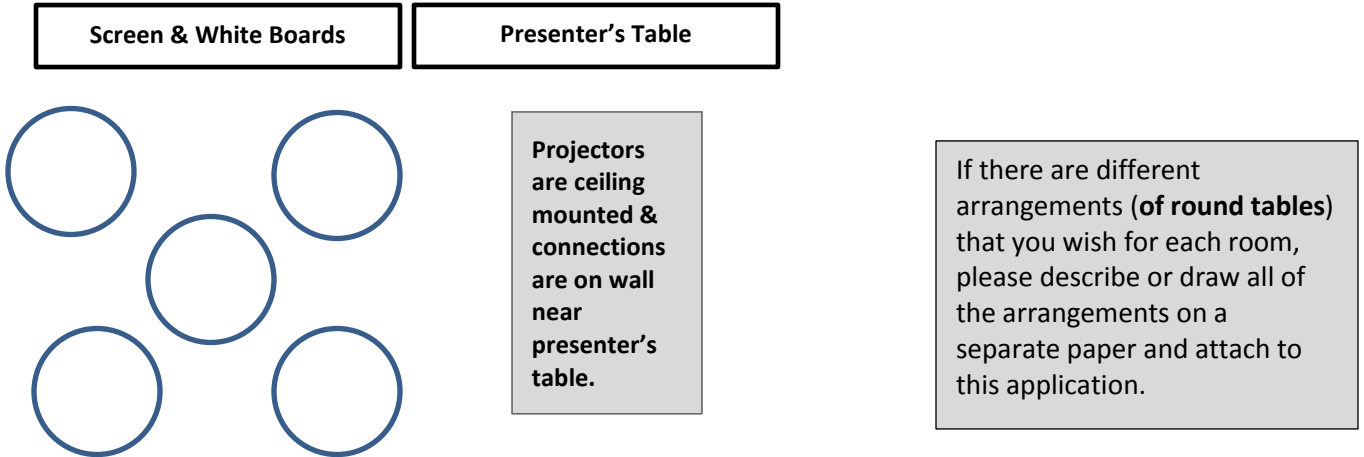 Screen & White Boards
Presenter’s Table
Projectors
are ceiling
mounted &
connections
are on wall
near
presenter’s
table.
If there are different
arrangements (of round tables)
that you wish for each room,
please describe or draw all of
the arrangements on a
separate paper and attach to
this application.